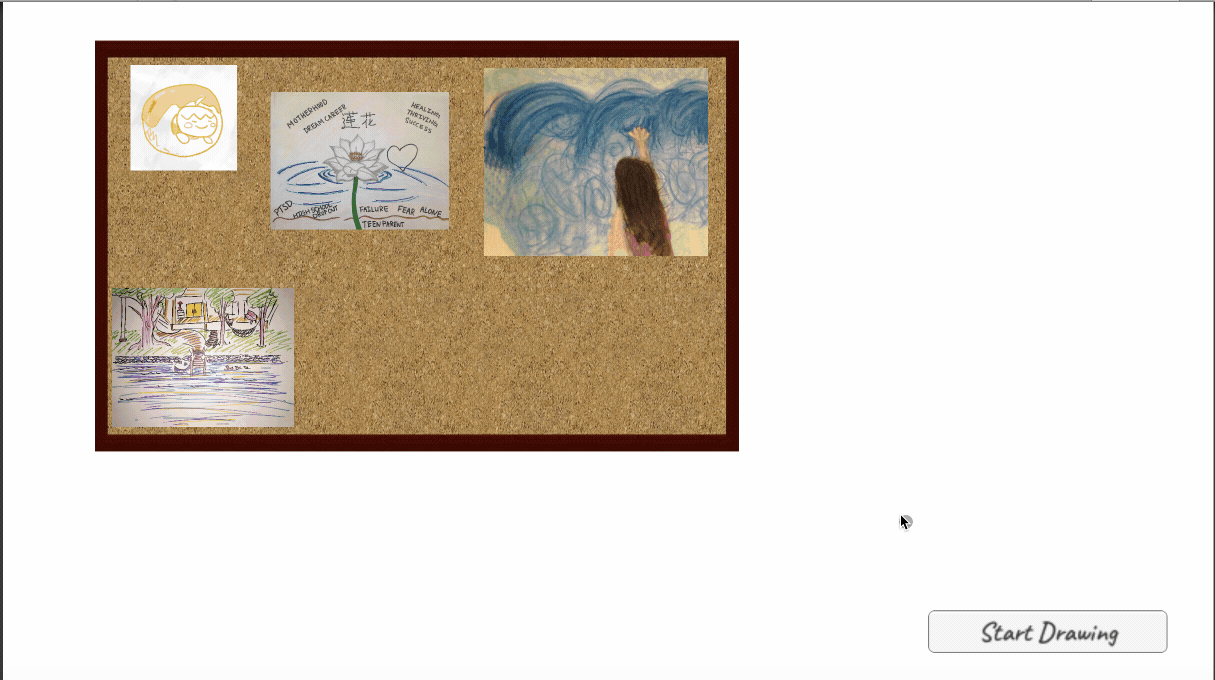 MOTHERHOOD
DREAM CAREER
蓮花
HEALING
THRIVING
SUCCESS
PTSD
HIGH SCHOOL
DROP OUT
FAILURE FEAR ALONE
TEEN PARENT
Start Drawing